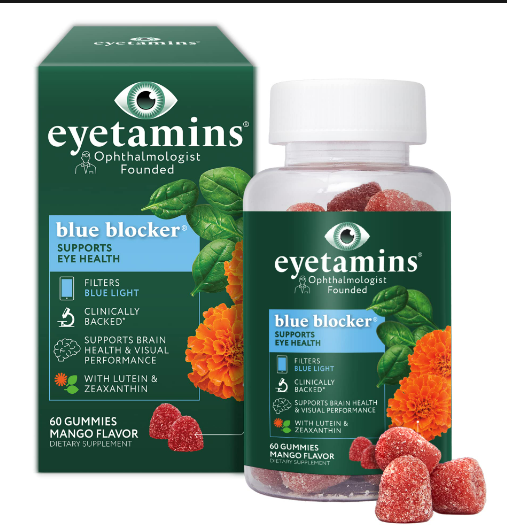 eyetamins®
eyetamins®
Ophthalmologist
Founded
blue blocker®
SUPPORTS
EYE HEALTH
FILTERS
BLUE LIGHT
CLINICALLY
BACKED*
SUPPORTS BRAIN
HEALTH & VISUAL
PERFORMANCE
WITH LUTEIN &
ZEAXANTHIN
60 GUMMIES
MANGO FLAVOR
DIETARY SUPPLEMENT
eyetamins®
Ophthalmologist
Founded
blue blocker®
SUPPORTS
EYE HEALTH
FILTERS
BLUE LIGHT
CLINICALLY
BACKED*
SUPPORTS BRAIN HEALTH
& VISUAL PERFORMANCE
WITH LUTEIN &
ZEAXANTHIN
60 GUMMIES
MANGO FLAVOR
DIETARY SUPPLEMENT